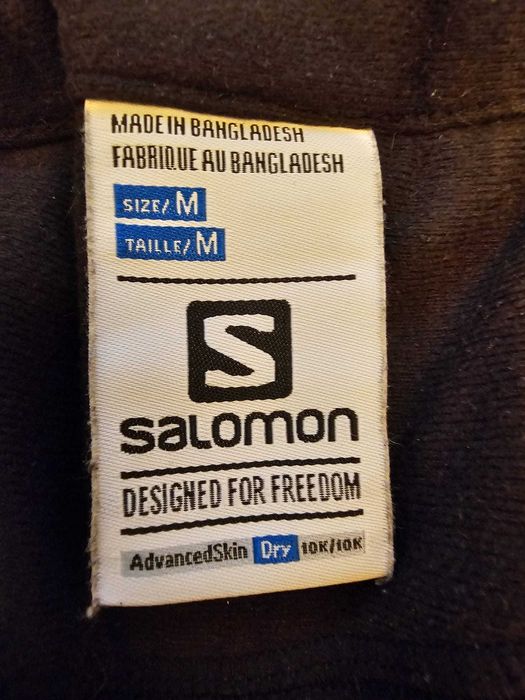 MADE IN BANGLADESH
FABRIQUE AU BANGLADESH
SIZE/ M
TAILLE/ M
S
SALOMON
DESIGNED FOR FREEDOM
AdvancedSkin Dry 10K/10K